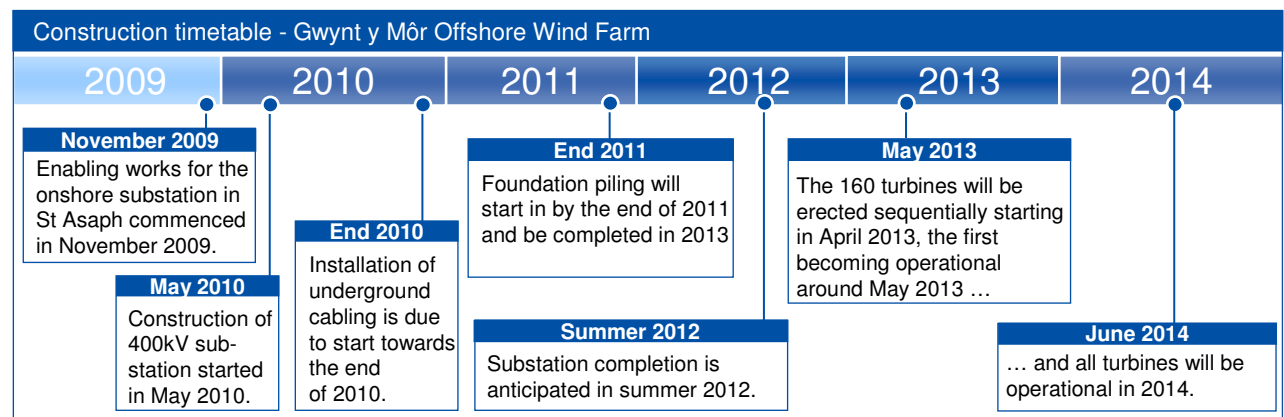 Construction timetable - Gwynt y Môr Offshore Wind Farm
2009 2010 2011 2012 2013 2014
November 2009
Enabling works for the
onshore substation in
St Asaph commenced
in November 2009.
May 2010
Construction of
400kV sub-
station started
in May 2010.
End 2010
Installation of
underground
cabling is due
to start towards
the end
of 2010.
End 2011
Foundation piling will
start in by the end of 2011
and be completed in 2013
Summer 2012
Substation completion is
anticipated in summer 2012.
May 2013
The 160 turbines will be
erected sequentially starting
in April 2013, the first
becoming operational
around May 2013 …
June 2014
… and all turbines will be
operational in 2014.